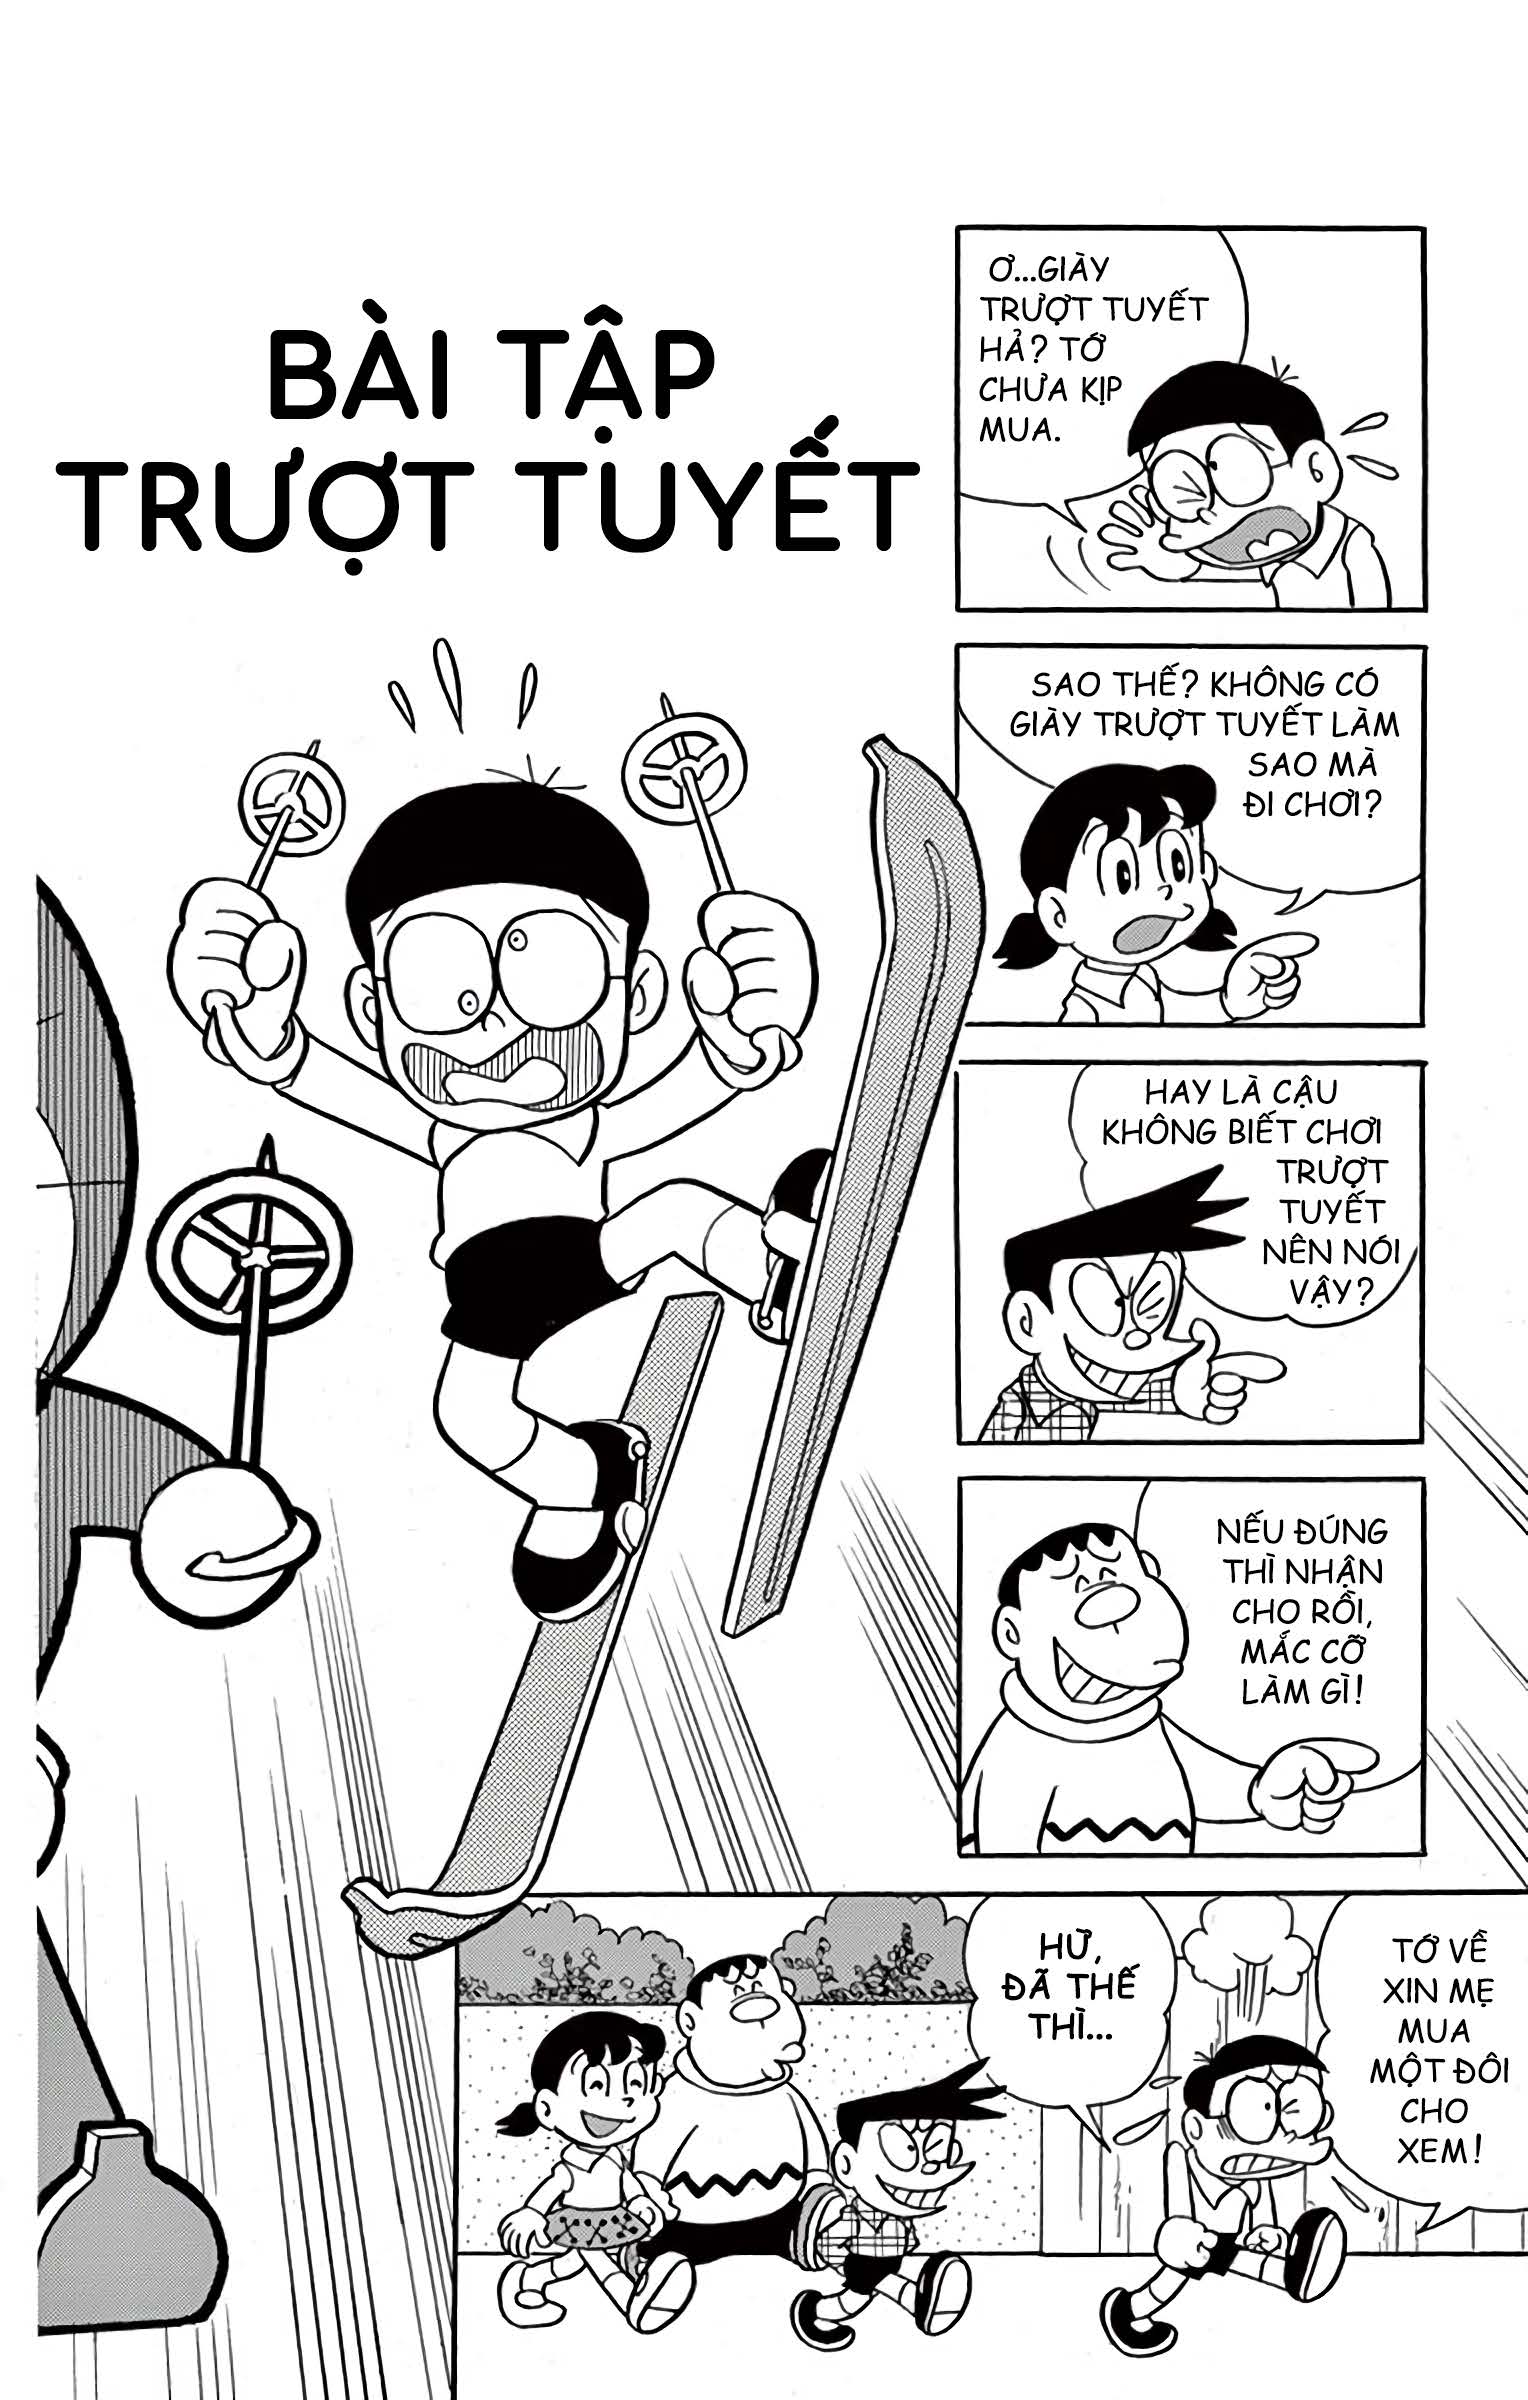 BÀI TẬP
TRƯỢT TUYẾT
Ơ...GIÀY
TRƯỢT TUYẾT
HẢ? TỚ
CHƯA KỊP
MUA.
SAO THẾ? KHÔNG CÓ
GIÀY TRƯỢT TUYẾT LÀM
SAO MÀ
ĐI CHƠI?
HAY LÀ CẬU
KHÔNG BIẾT CHƠI
TRƯỢT
TUYẾT
NÊN NÓI
VẬY?
NẾU ĐÚNG
THÌ NHẬN
CHO RỒI,
MẮC CỠ
LÀM GÌ!
HỪ,
ĐÃ THẾ
THÌ...
TỚ VỀ
XIN MẸ
MUA
MỘT ĐÔI
CHO
XEM!